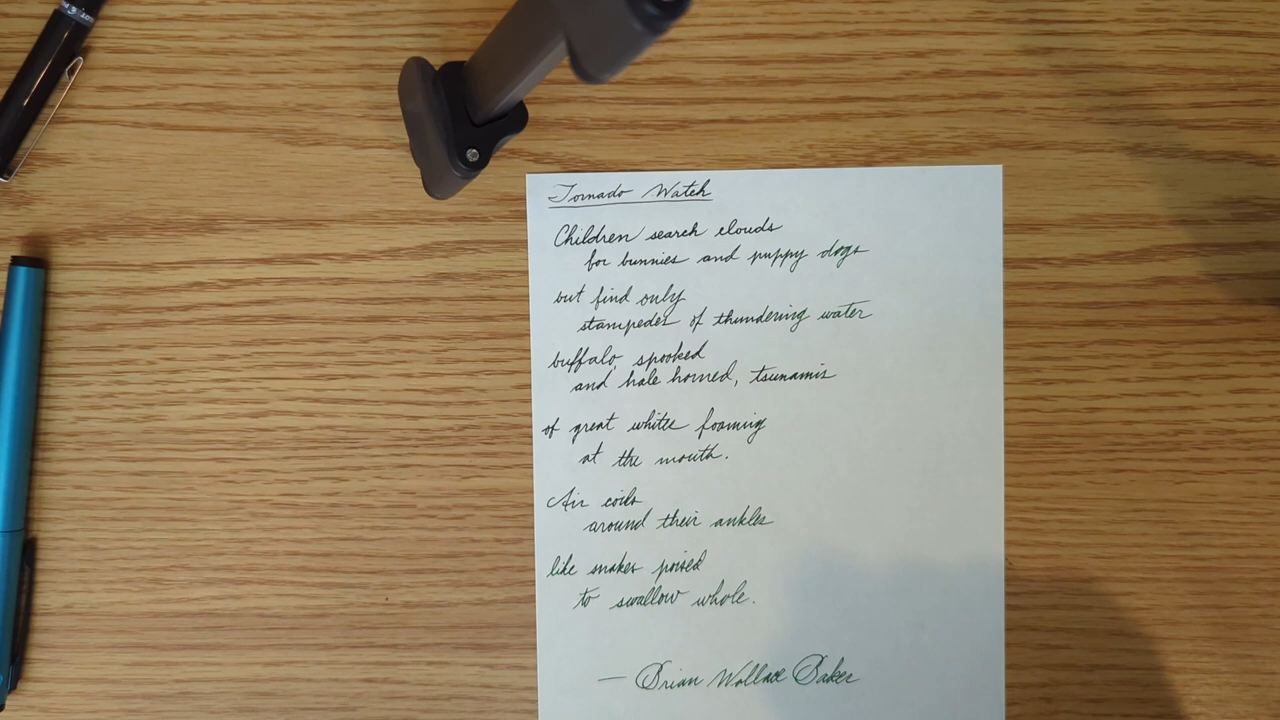 Tornado Watch
Children search clouds
for bunnies and puppy dogs
but find only
stampedes of thundering water
buffalo, spooked
and hale horned, tsunamis
of great whites foaming
at the mouth.
Air coils
around their ankles
like snakes poised
to swallow whole.
— Brian Wallace Baker